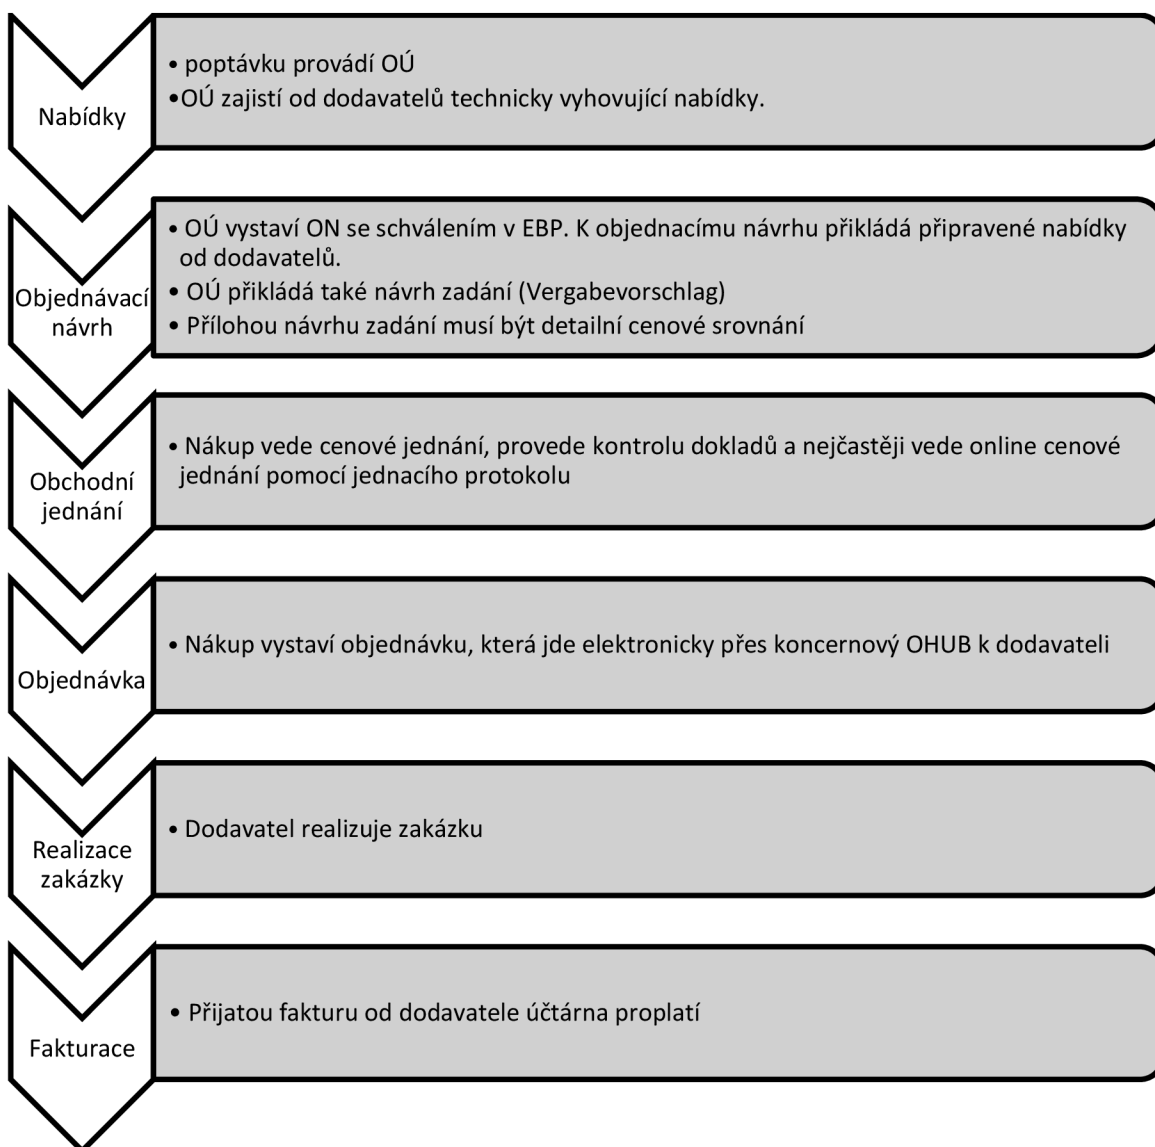 Nabídky
• poptávku provádí OÚ
•OÚ zajistí od dodavatelů technicky vyhovující nabídky.
Objednávací
návrh
• OÚ vystaví ON se schválením v EBP. K objednacímu návrhu přikládá připravené nabídky
od dodavatelů.
• OÚ přikládá také návrh zadání (Vergabevorschlag)
• Přílohou návrhu zadání musí být detailní cenové srovnání
Obchodní
jednání
• Nákup vede cenové jednání, provede kontrolu dokladů a nejčastěji vede online cenové
jednání pomocí jednacího protokolu
Objednávka
• Nákup vystaví objednávku, která jde elektronicky přes koncernový OHUB k dodavateli
Realizace
zakázky
• Dodavatel realizuje zakázku
Fakturace
• Přijatou fakturu od dodavatele účtárna proplatí